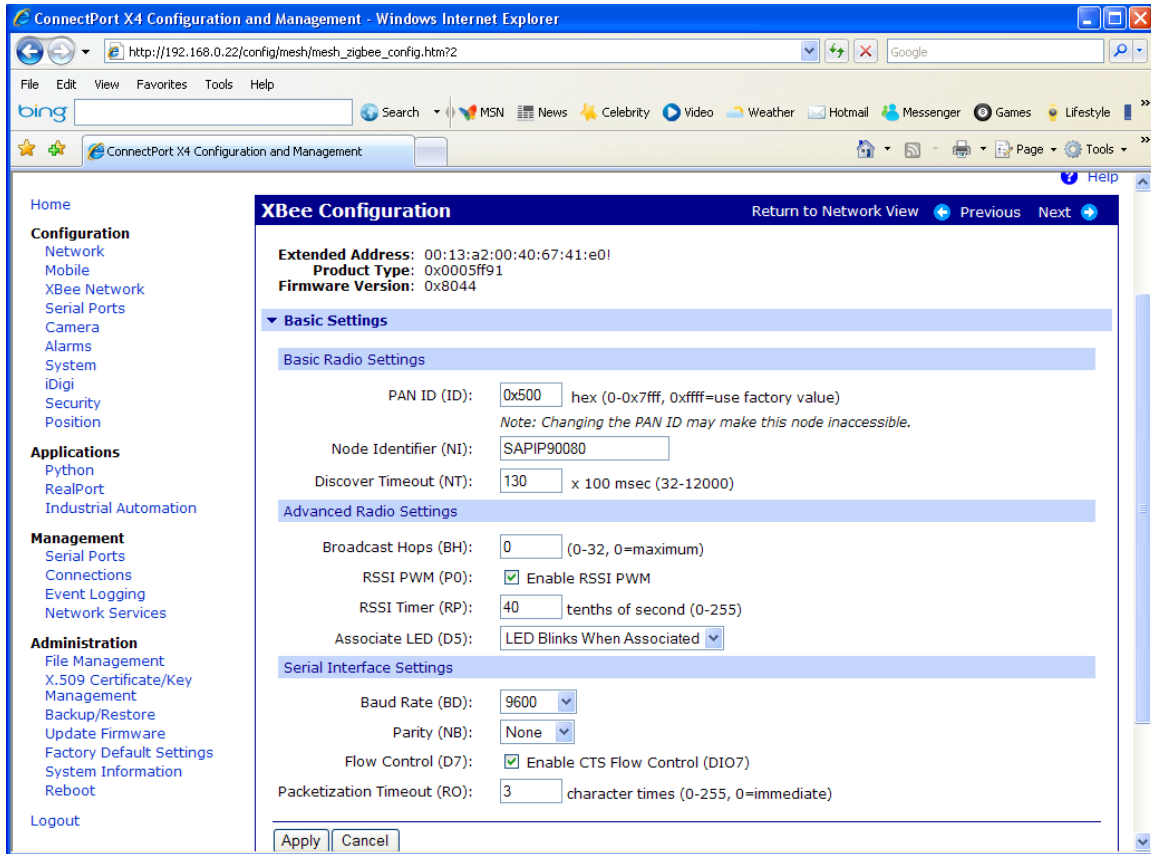 ConnectPort X4 Configuration and Management - Windows Internet Explorer
http://192.168.0.22/config/mesh/mesh_zigbee_config.htm?2
Google
File Edit View Favorites Tools Help
bing Search MSN News Celebrity Video Weather Hotmail Messenger Games Lifestyle »
ConnectPort X4 Configuration and Management
Page Tools »
Help
Home
Configuration
Network
Mobile
XBee Network
Serial Ports
Camera
Alarms
System
iDigi
Security
Position
Applications
Python
RealPort
Industrial Automation
Management
Serial Ports
Connections
Event Logging
Network Services
Administration
File Management
X.509 Certificate/Key
Management
Backup/Restore
Update Firmware
Factory Default Settings
System Information
Reboot
Logout
XBee Configuration Return to Network View Previous Next
Extended Address: 00:13:a2:00:40:67:41:e0!
Product Type: 0x0005ff91
Firmware Version: 0x8044
Basic Settings
Basic Radio Settings
PAN ID (ID): 0x500 hex (0-0x7fff, 0xffff=use factory value)
Note: Changing the PAN ID may make this node inaccessible.
Node Identifier (NI): SAPIP90080
Discover Timeout (NT): 130 x 100 msec (32-12000)
Advanced Radio Settings
Broadcast Hops (BH): 0 (0-32, 0=maximum)
RSSI PWM (P0): Enable RSSI PWM
RSSI Timer (RP): 40 tenths of second (0-255)
Associate LED (D5): LED Blinks When Associated
Serial Interface Settings
Baud Rate (BD): 9600
Parity (NB): None
Flow Control (D7): Enable CTS Flow Control (DIO7)
Packetization Timeout (RO): 3 character times (0-255, 0=immediate)
Apply Cancel